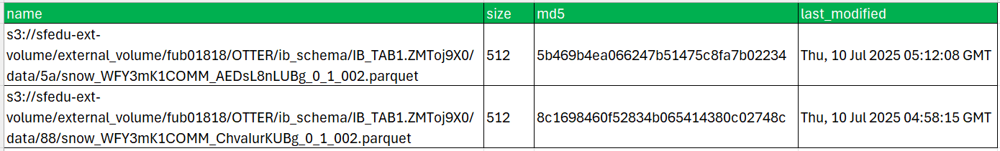 name size md5 last_modified
s3://sfedu-ext-
volume/external_volume/fub01818/OTTER/ib_schema/IB_TAB1.ZMToj9X0/ 512 5b469b4ea066247b51475c8fa7b02234 Thu, 10 Jul 2025 05:12:08 GMT
data/5a/snow_WFY3mK1COMM_AEDsL8nLUBg_0_1_002.parquet
s3://sfedu-ext-
volume/external_volume/fub01818/OTTER/ib_schema/IB_TAB1.ZMToj9X0/ 512 8c1698460f52834b065414380c02748c Thu, 10 Jul 2025 04:58:15 GMT
data/88/snow_WFY3mK1COMM_ChvaIurKUBg_0_1_002.parquet